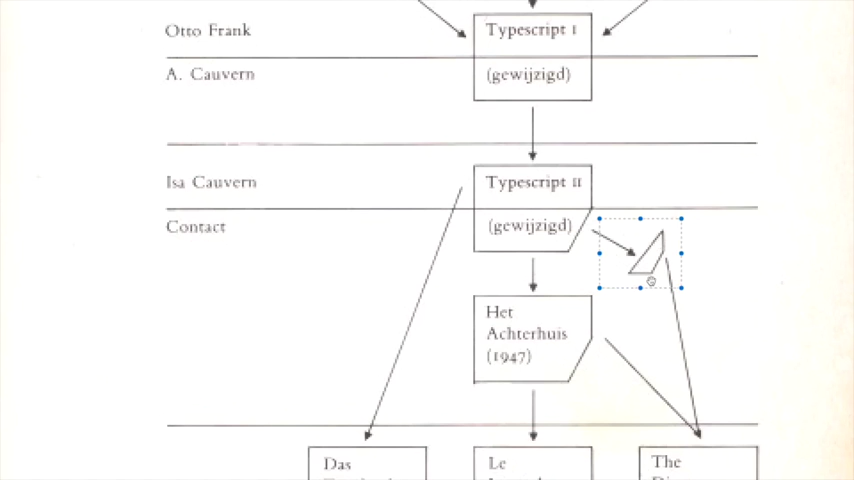 Otto Frank
Typescript I
A. Cauvern
(gewijzigd)
Isa Cauvern
Typescript II
Contact
(gewijzigd)
Het
Achterhuis
(1947)
Das
Le
The